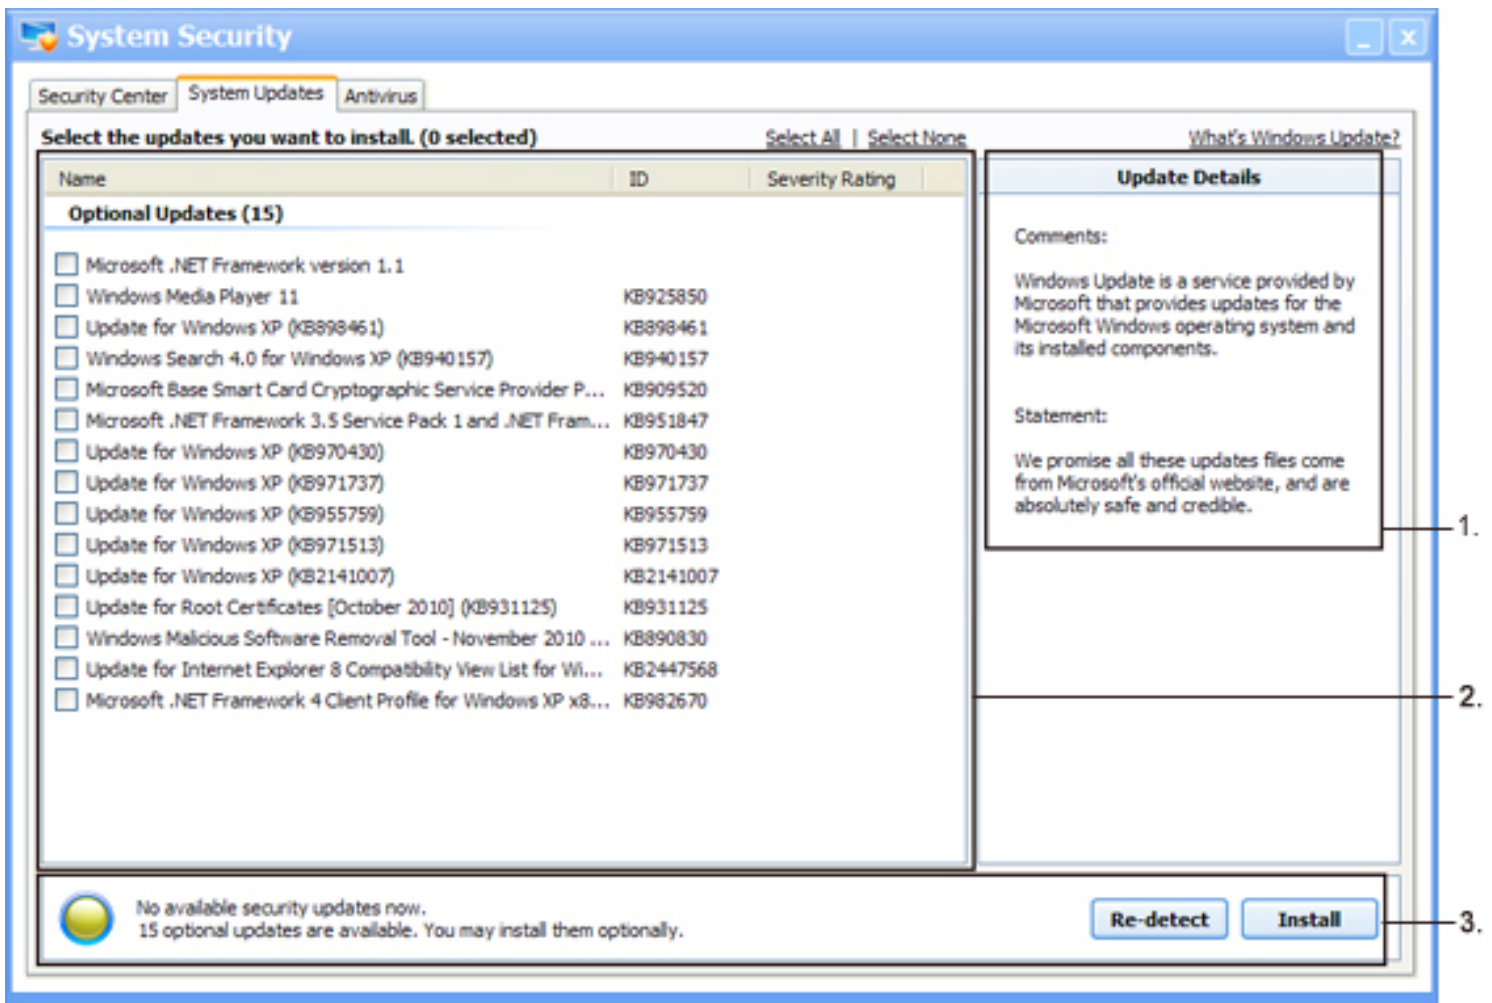 System Security
Security Center System Updates Antivirus
Select the updates you want to install. (0 selected) Select All | Select None What's Windows Update?
Name ID Severity Rating Update Details
Optional Updates (15)
Microsoft .NET Framework version 1.1
Windows Media Player 11 KB925850
Update for Windows XP (KB898461) KB898461
Windows Search 4.0 for Windows XP (KB940157) KB940157
Microsoft Base Smart Card Cryptographic Service Provider P... KB909520
Microsoft .NET Framework 3.5 Service Pack 1 and .NET Fram... KB951847
Update for Windows XP (KB970430) KB970430
Update for Windows XP (KB971737) KB971737
Update for Windows XP (KB955759) KB955759
Update for Windows XP (KB971513) KB971513
Update for Windows XP (KB2141007) KB2141007
Update for Root Certificates [October 2010] (KB931125) KB931125
Windows Malicious Software Removal Tool - November 2010 ... KB890830
Update for Internet Explorer 8 Compatibility View List for Wi... KB2447568
Microsoft .NET Framework 4 Client Profile for Windows XP x8... KB982670
Comments:
Windows Update is a service provided by
Microsoft that provides updates for the
Microsoft Windows operating system and
its installed components.
Statement:
We promise all these updates files come
from Microsoft's official website, and are
absolutely safe and credible.
1.
2.
No available security updates now.
15 optional updates are available. You may install them optionally.
Re-detect Install
3.